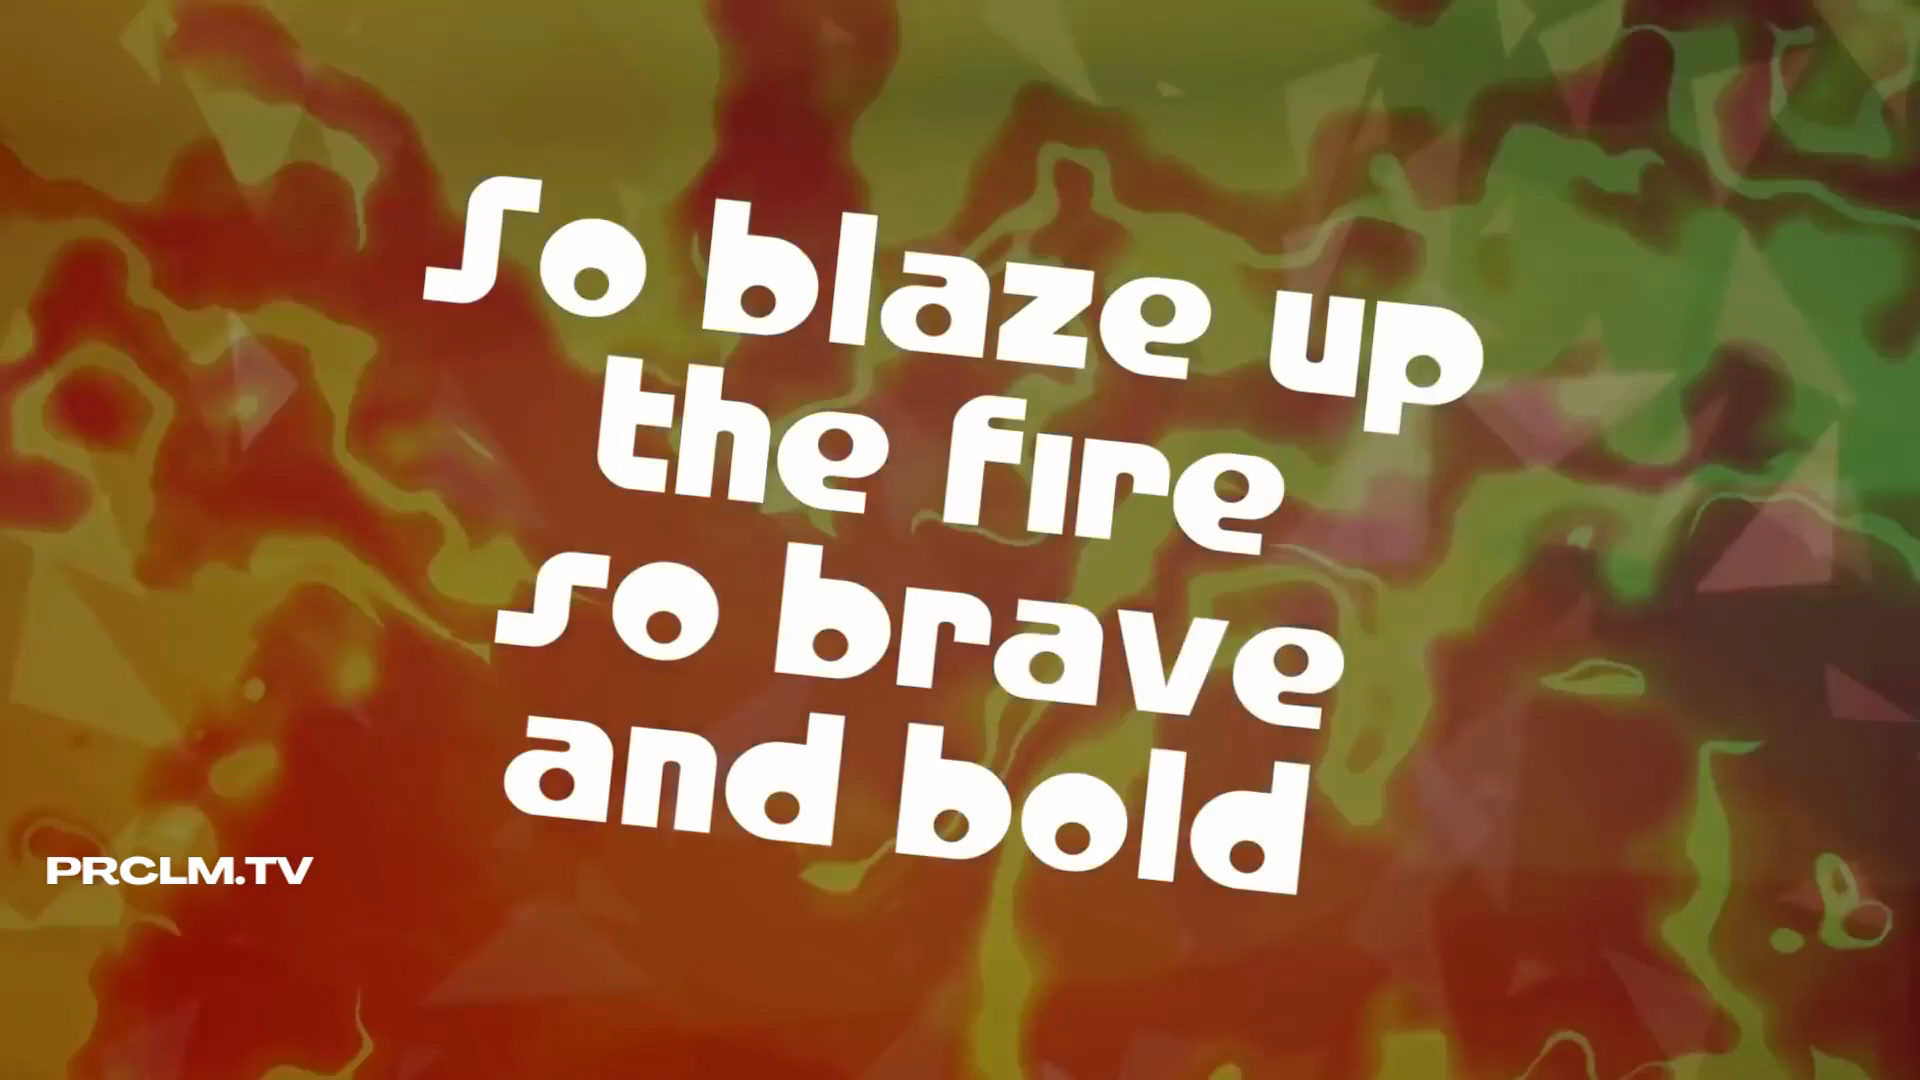 So blaze up
the fire
so brave
and bold
PRCLM.TV